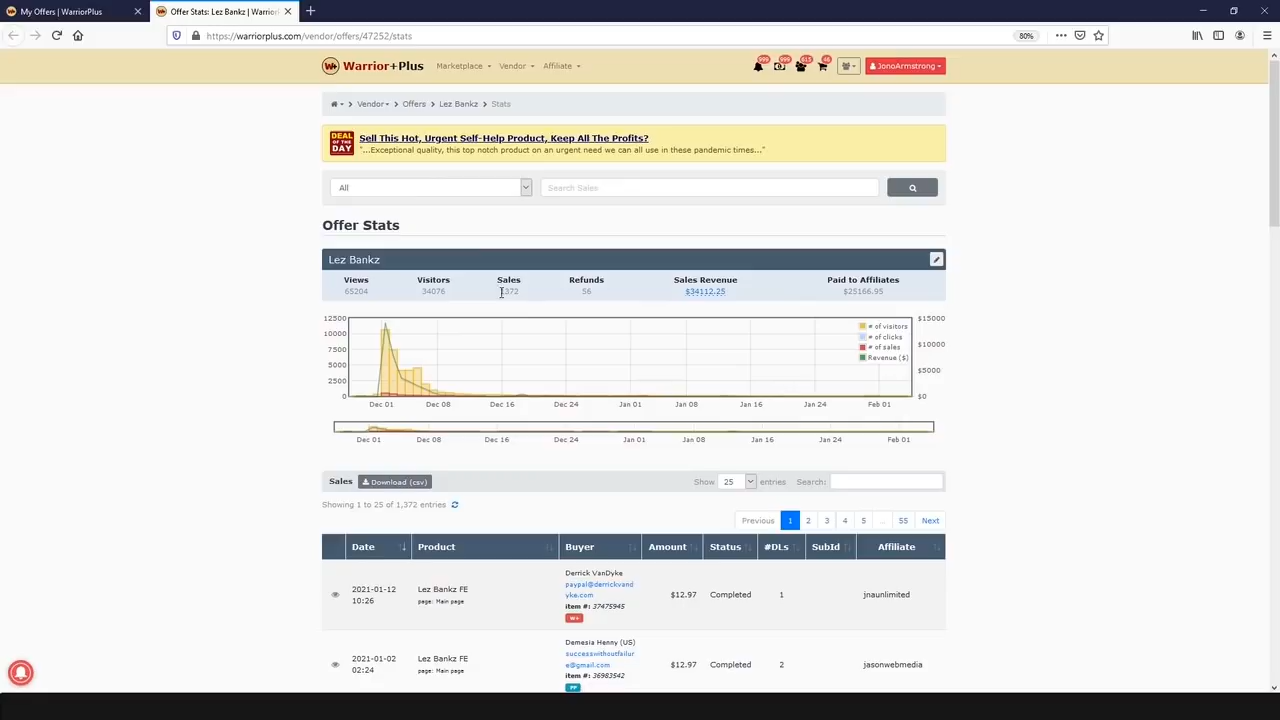 My Offers | WarriorPlus
Offer Stats: Lez Bankz | Warrior
https://warriorplus.com/vendor/offers/47252/stats
80%
Warrior+Plus
Marketplace
Vendor
Affiliate
999
999
615
JonoArmstrong
Vendor
Offers
Lez Bankz
Stats
DEAL OF THE DAY
Sell This Hot, Urgent Self-Help Product, Keep All The Profits?
"...Exceptional quality, this top notch product on an urgent need we can all use in these pandemic times..."
All
Search Sales
Offer Stats
Lez Bankz
Views Visitors Sales Refunds Sales Revenue Paid to Affiliates
65204 34076 372 56 $34112.25 $25166.95
12500
10000
7500
5000
2500
0
$15000
$10000
$5000
$0
# of visitors
# of clicks
# of sales
Revenue ($)
Dec 01 Dec 08 Dec 16 Dec 24 Jan 01 Jan 08 Jan 16 Jan 24 Feb 01
Dec 01 Dec 08 Dec 16 Dec 24 Jan 01 Jan 08 Jan 16 Jan 24 Feb 01
Sales Download (csv) Show 25 entries Search:
Showing 1 to 25 of 1,372 entries
Previous 1 2 3 4 5 ... 55 Next
Date Product Buyer Amount Status #DLs SubId Affiliate
2021-01-12
10:26
Lez Bankz FE
page: Main page
Derrick VanDyke
paypal@derrickvand
yke.com
item #: 37475945
W+
$12.97 Completed 1 jnaunlimited
2021-01-02
02:24
Lez Bankz FE
page: Main page
Demesia Henny (US)
successwithoutfailur
e@gmail.com
item #: 36983542
PP
$12.97 Completed 2 jasonwebmedia